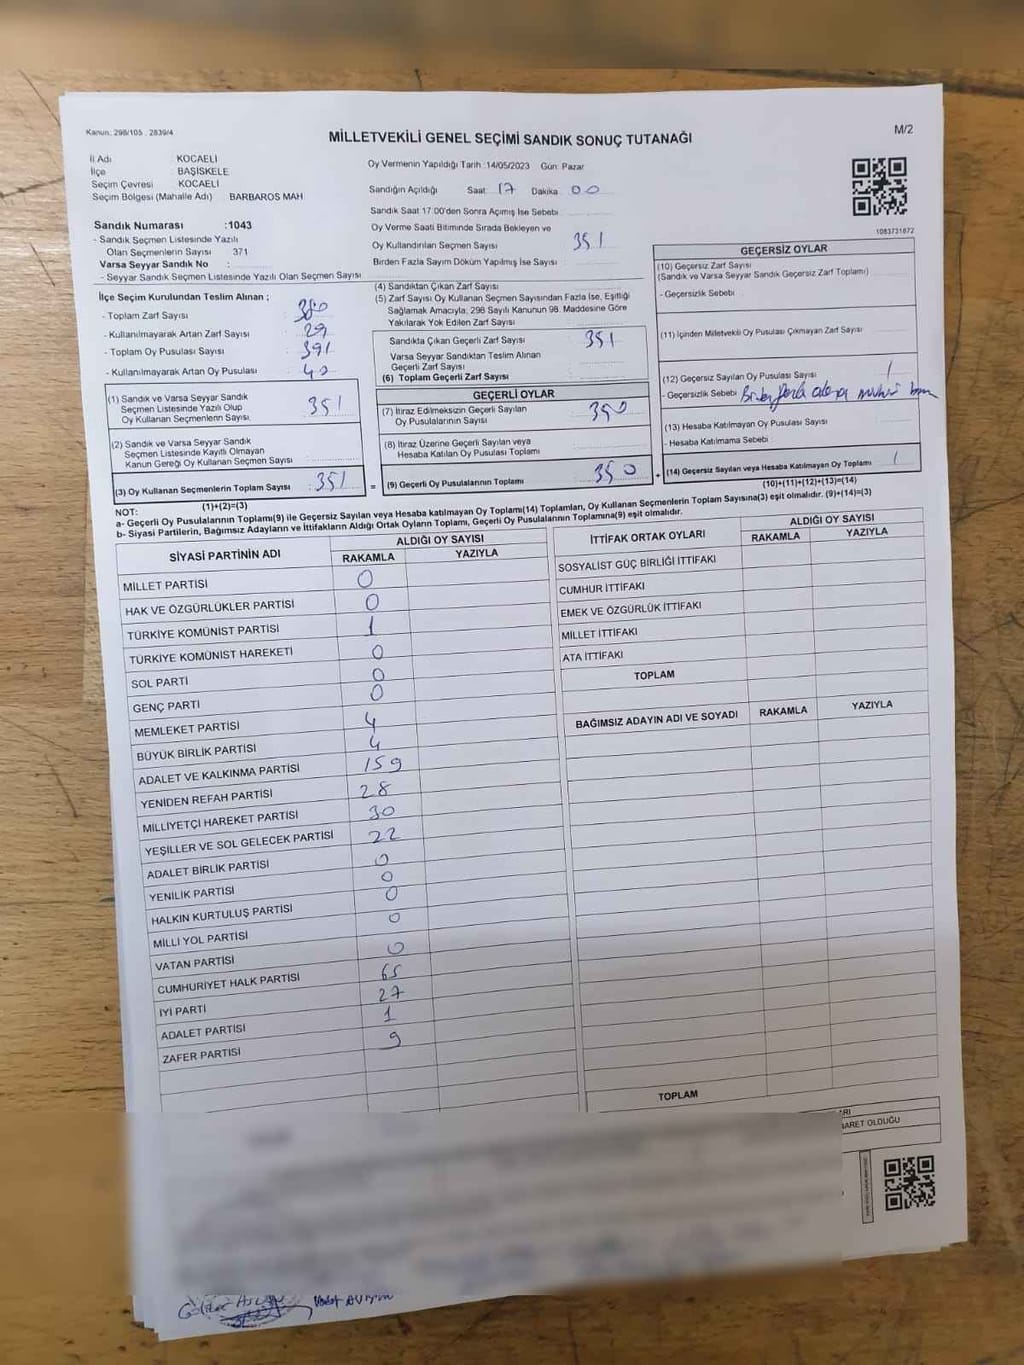 Kanun: 298/105 , 2839/4
MİLLETVEKİLİ GENEL SEÇİMİ SANDIK SONUÇ TUTANAĞI
M/2
İl Adı : KOCAELİ
İlçe : BAŞİSKELE
Seçim Çevresi : KOCAELİ
Seçim Bölgesi (Mahalle Adı) BARBAROS MAH
Oy Vermenin Yapıldığı Tarih :14/05/2023 Gün: Pazar
Sandığın Açıldığı Saat: 17 Dakika: 00
Sandık Saat 17:00'den Sonra Açımış İse Sebebi
Oy Verme Saati Bitiminde Sırada Bekleyen ve
Oy Kullandırılan Seçmen Sayısı 351
Birden Fazla Sayım Döküm Yapılmış İse Sayısı :
Sandık Numarası :1043
- Sandık Seçmen Listesinde Yazılı
Olan Seçmenlerin Sayısı 371
Varsa Seyyar Sandık No :
- Seyyar Sandık Seçmen Listesinde Yazılı Olan Seçmen Sayısı
İlçe Seçim Kurulundan Teslim Alınan ;
- Toplam Zarf Sayısı : 380
- Kullanılmayarak Artan Zarf Sayısı : 29
- Toplam Oy Pusulası Sayısı : 391
- Kullanılmayarak Artan Oy Pusulası : 40
(1) Sandık ve Varsa Seyyar Sandık
Seçmen Listesinde Yazılı Olup
Oy Kullanan Seçmenlerin Sayısı 351
(2) Sandık ve Varsa Seyyar Sandık
Seçmen Listesinde Kayıtlı Olmayan
Kanun Gereği Oy Kullanan Seçmen Sayısı
(3) Oy Kullanan Seçmenlerin Toplam Sayısı : 351
(1)+(2)=(3)
(4) Sandıktan Çıkan Zarf Sayısı
(5) Zarf Sayısı Oy Kullanan Seçmen Sayısından Fazla İse, Eşitliği
Sağlamak Amacıyla; 298 Sayılı Kanunun 98. Maddesine Göre
Yakılarak Yok Edilen Zarf Sayısı
Sandıkta Çıkan Geçerli Zarf Sayısı : 351
Varsa Seyyar Sandıktan Teslim Alınan
Geçerli Zarf Sayısı
(6) Toplam Geçerli Zarf Sayısı
GEÇERLİ OYLAR
(7) İtiraz Edilmeksizin Geçerli Sayılan
Oy Pusulalarının Sayısı : 350
(8) İtiraz Üzerine Geçerli Sayılan veya
Hesaba Katılan Oy Pusulası Toplamı
= (9) Geçerli Oy Pusulalarının Toplamı : 350
1083731872
GEÇERSİZ OYLAR
(10) Geçersiz Zarf Sayısı
(Sandık ve Varsa Seyyar Sandık Geçersiz Zarf Toplamı)
- Geçersizlik Sebebi
(11) İçinden Milletvekili Oy Pusulası Çıkmayan Zarf Sayısı
(12) Geçersiz Sayılan Oy Pusulası Sayısı 1
- Geçersizlik Sebebi Birden fazla
(13) Hesaba Katılmayan Oy Pusulası Sayısı
- Hesaba Katılmama Sebebi
+ (14) Geçersiz Sayılan veya Hesaba Katılmayan Oy Toplamı 1
(10)+(11)+(12)+(13)=(14)
NOT:
a- Geçerli Oy Pusulalarının Toplamı(9) ile Geçersiz Sayılan veya Hesaba katılmayan Oy Toplamı(14) Toplamları, Oy Kullanan Seçmenlerin Toplam Sayısına(3) eşit olmalıdır. (9)+(14)=(3)
b- Siyasi Partilerin, Bağımsız Adayların ve İttifakların Aldığı Ortak Oyların Toplamı, Geçerli Oy Pusulalarının Toplamına(9) eşit olmalıdır.
SİYASİ PARTİNİN ADI ALDIĞI OY SAYISI
RAKAMLA YAZIYLA
MİLLET PARTİSİ 0
HAK VE ÖZGÜRLÜKLER PARTİSİ 0
TÜRKİYE KOMÜNİST PARTİSİ 1
TÜRKİYE KOMÜNİST HAREKETİ 0
SOL PARTİ 0
GENÇ PARTİ 0
MEMLEKET PARTİSİ 4
BÜYÜK BİRLİK PARTİSİ 4
ADALET VE KALKINMA PARTİSİ 159
YENİDEN REFAH PARTİSİ 28
MİLLİYETÇİ HAREKET PARTİSİ 30
YEŞİLLER VE SOL GELECEK PARTİSİ 22
ADALET BİRLİK PARTİSİ 0
YENİLİK PARTİSİ 0
HALKIN KURTULUŞ PARTİSİ 0
MİLLİ YOL PARTİSİ 0
VATAN PARTİSİ 0
CUMHURİYET HALK PARTİSİ 65
İYİ PARTİ 27
ADALET PARTİSİ 1
ZAFER PARTİSİ 9
İTTİFAK ORTAK OYLARI ALDIĞI OY SAYISI
RAKAMLA YAZIYLA
SOSYALİST GÜÇ BİRLİĞİ İTTİFAKI
CUMHUR İTTİFAKI
EMEK VE ÖZGÜRLÜK İTTİFAKI
MİLLET İTTİFAKI
ATA İTTİFAKI
TOPLAM
BAĞIMSIZ ADAYIN ADI VE SOYADI RAKAMLA YAZIYLA
TOPLAM
OLDUĞU